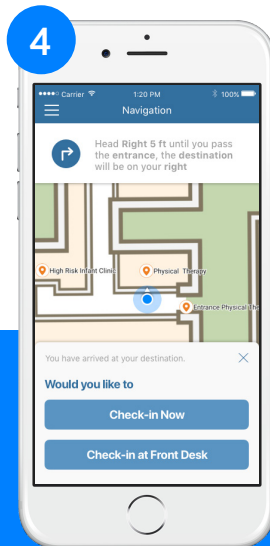 4
Carrier 1:20 PM 100%
Navigation
Head Right 5 ft until you pass
the entrance, the destination
will be on your right
High Risk Infant Clinic
Physical Therapy
Entrance Physical
You have arrived at your destination.
Would you like to
Check-in Now
Check-in at Front Desk